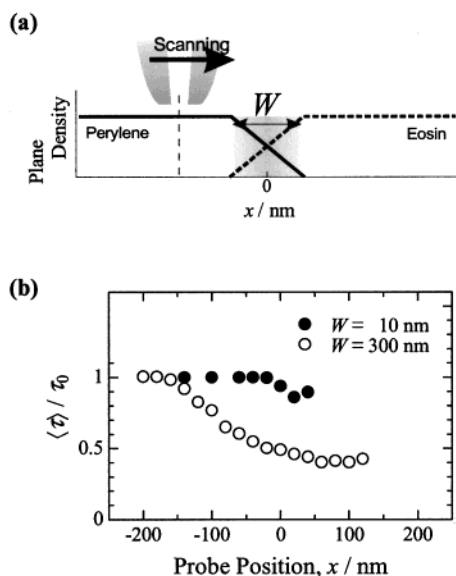 (a)
Scanning
W
Perylene
Eosin
Plane
Density
0
x / nm
(b)
W = 10 nm
W = 300 nm
1
0.5
0
⟨τ⟩ / τ0
-200 -100 0 100 200
Probe Position, x / nm